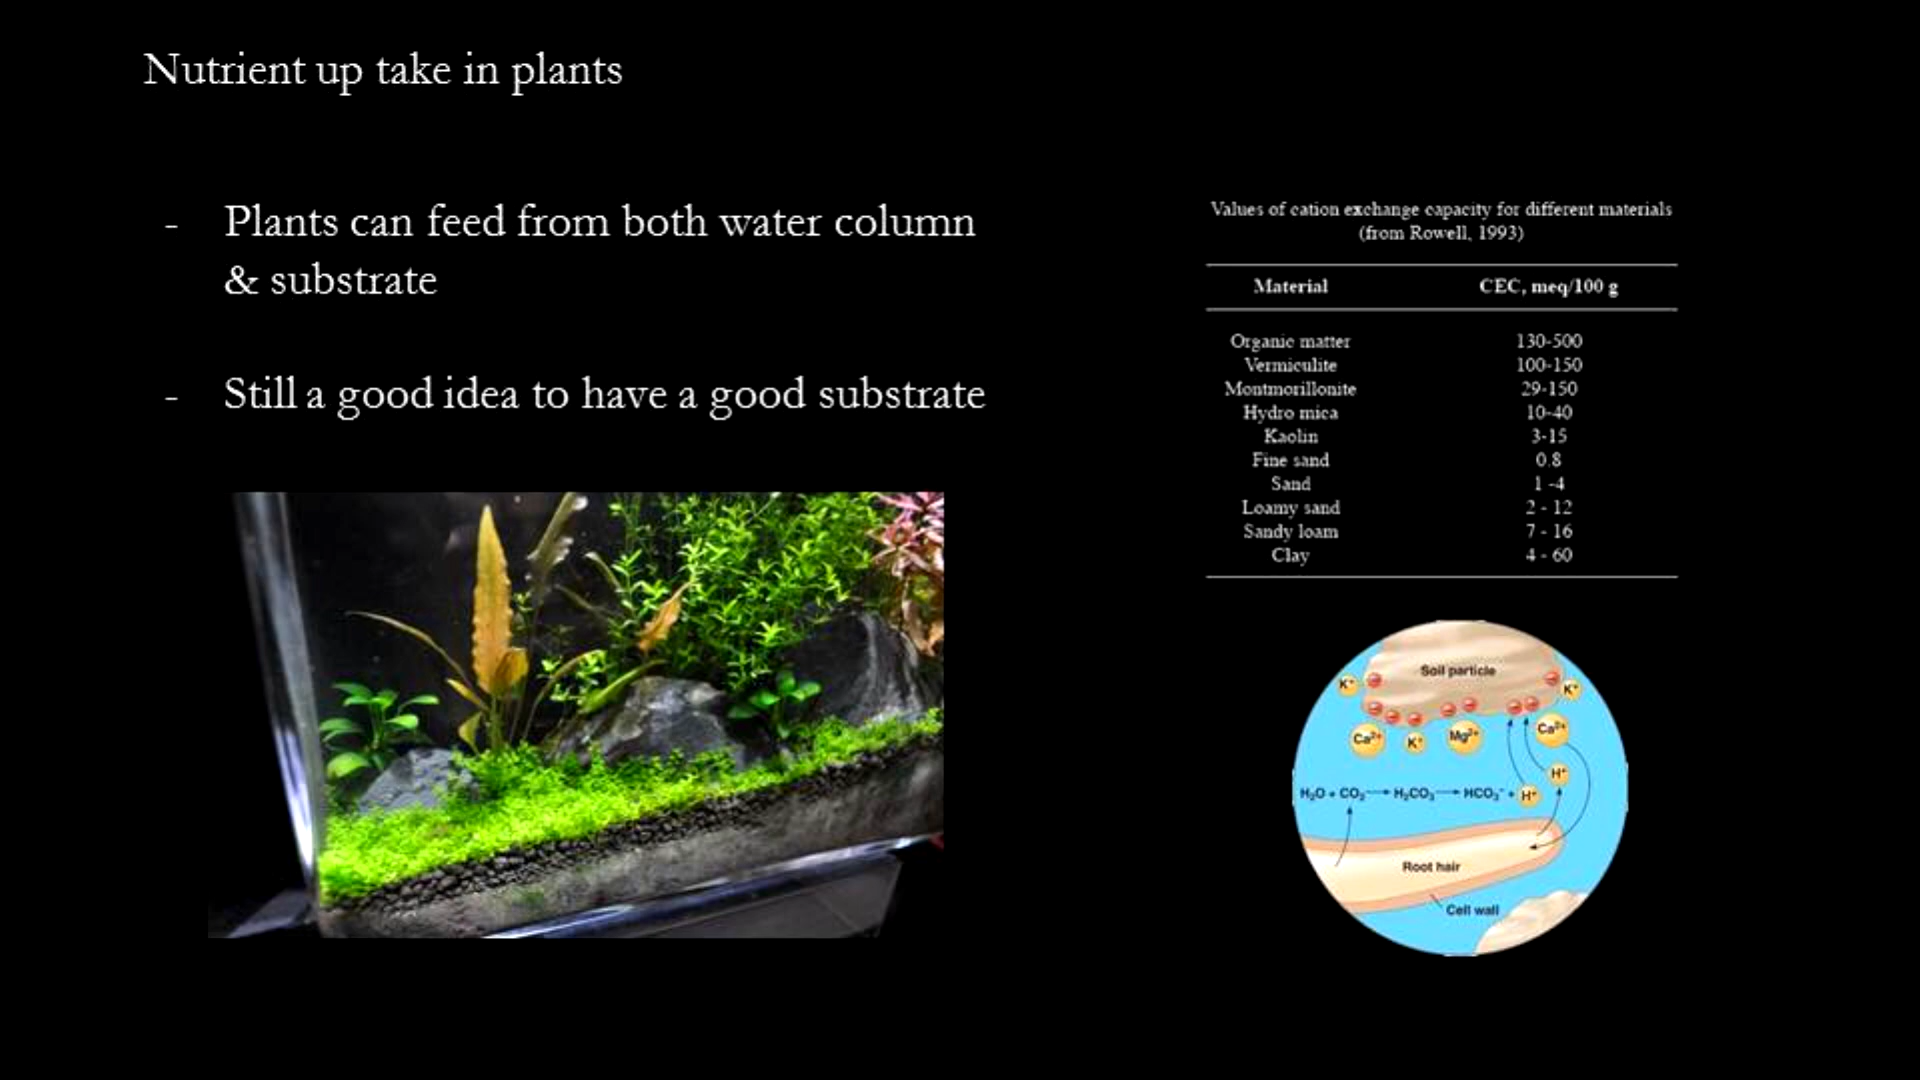 Nutrient up take in plants
- Plants can feed from both water column
& substrate
- Still a good idea to have a good substrate
Values of cation exchange capacity for different materials
(from Rowell, 1993)
Material CEC, meq/100 g
Organic matter 130-500
Vermiculite 100-150
Montmorillonite 29-150
Hydro mica 10-40
Kaolin 3-15
Fine sand 0.8
Sand 1 -4
Loamy sand 2 - 12
Sandy loam 7 - 16
Clay 4 - 60
Soil particle
K⁺ K⁺
Ca²⁺ K⁺ Mg²⁺ Ca²⁺
H⁺
H₂O + CO₂ → H₂CO₃ → HCO₃⁻ + H⁺
Root hair
Cell wall